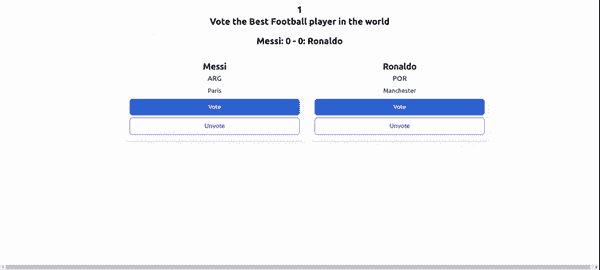 1
Vote the Best Football player in the world
Messi: 0 - 0: Ronaldo
Messi
ARG
Paris
Vote
Unvote
Ronaldo
POR
Manchester
Vote
Unvote